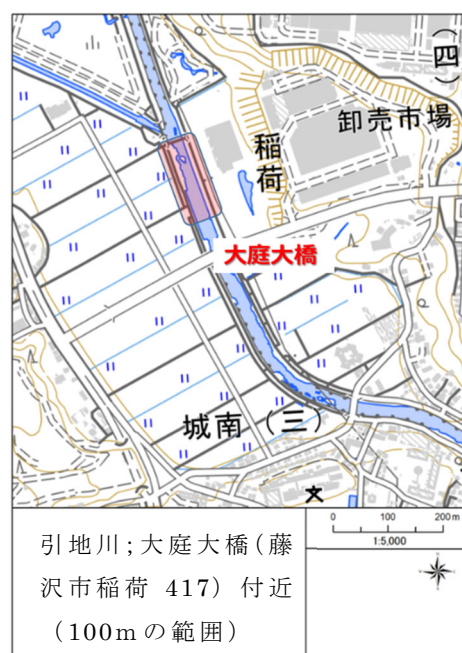 (四)
卸売市場
稲荷
大庭大橋
城南(三)
文
0 100 200 m
1:5,000
引地川;大庭大橋(藤
沢市稲荷 417)付近
(100mの範囲)